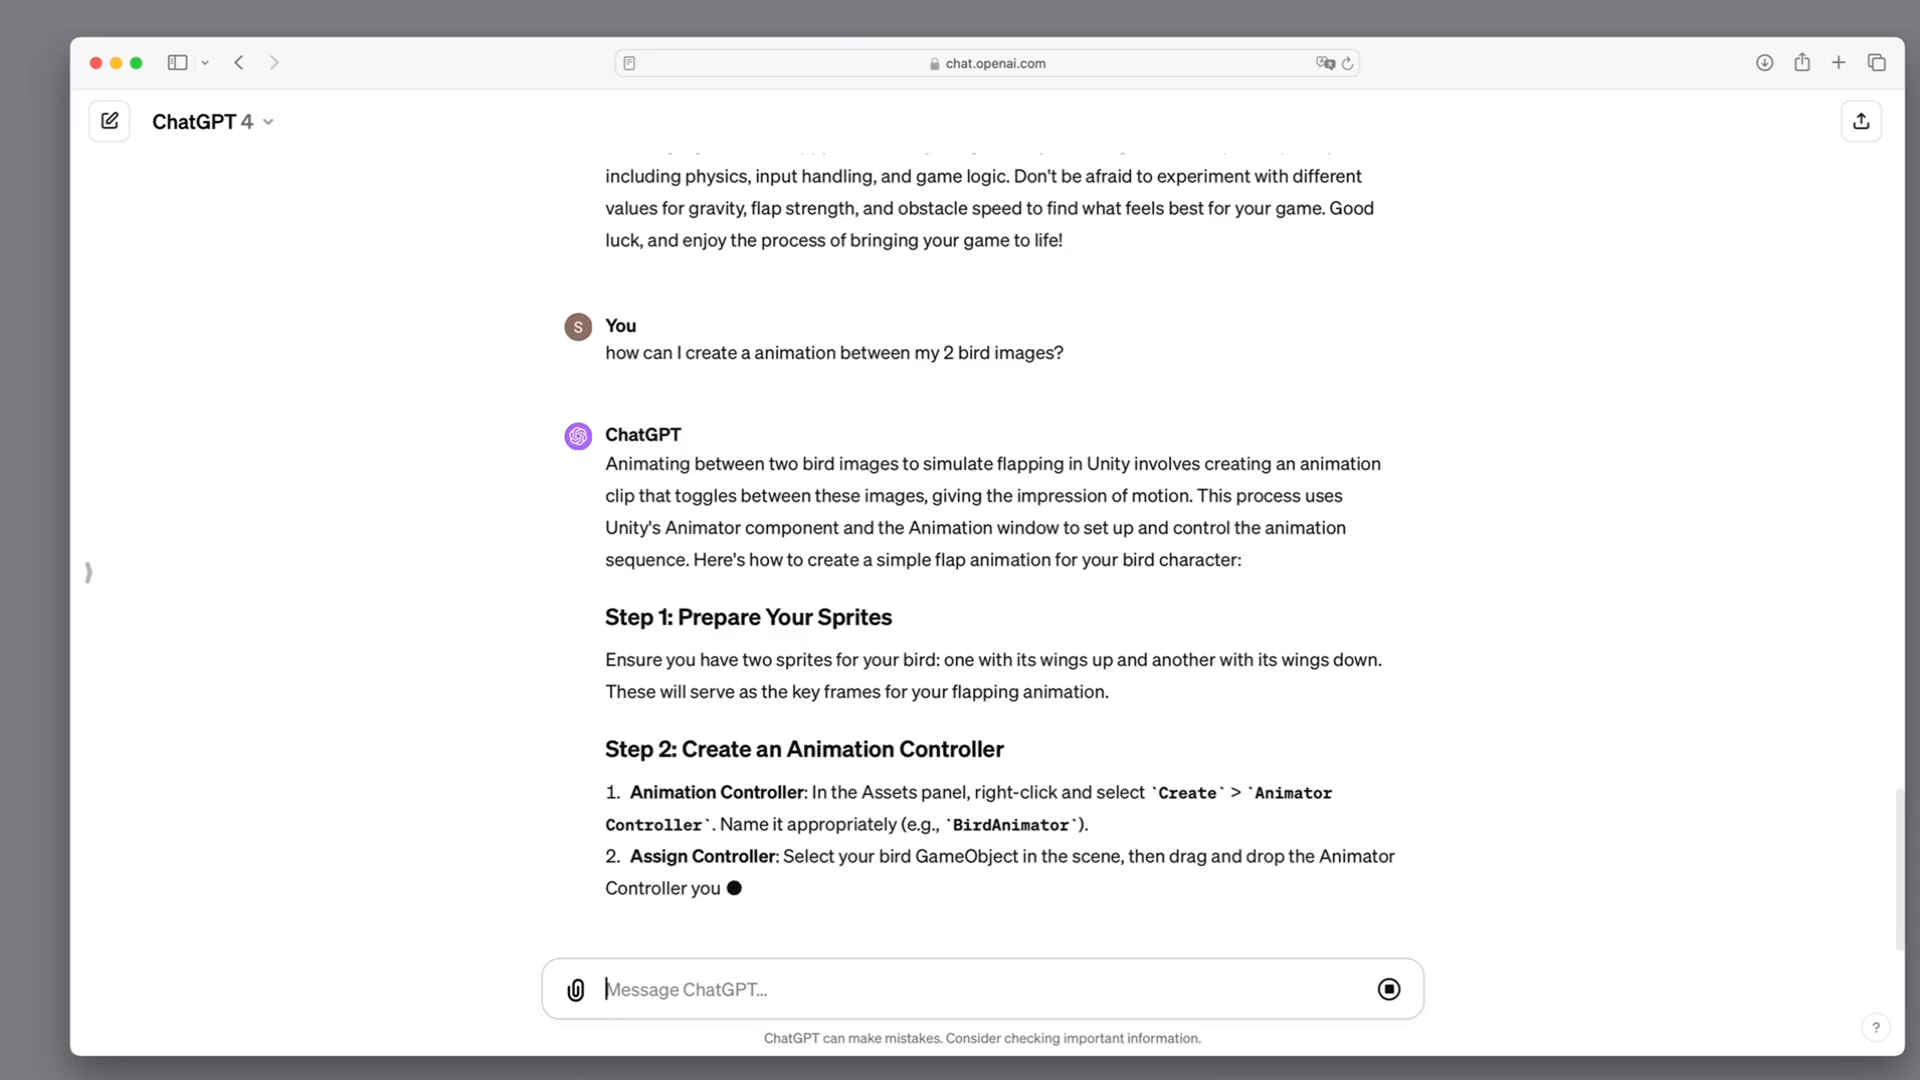 chat.openai.com
ChatGPT 4
including physics, input handling, and game logic. Don't be afraid to experiment with different
values for gravity, flap strength, and obstacle speed to find what feels best for your game. Good
luck, and enjoy the process of bringing your game to life!
S
You
how can I create a animation between my 2 bird images?
ChatGPT
Animating between two bird images to simulate flapping in Unity involves creating an animation
clip that toggles between these images, giving the impression of motion. This process uses
Unity's Animator component and the Animation window to set up and control the animation
sequence. Here's how to create a simple flap animation for your bird character:
Step 1: Prepare Your Sprites
Ensure you have two sprites for your bird: one with its wings up and another with its wings down.
These will serve as the key frames for your flapping animation.
Step 2: Create an Animation Controller
1. Animation Controller: In the Assets panel, right-click and select `Create` > `Animator
Controller`. Name it appropriately (e.g., `BirdAnimator`).
2. Assign Controller: Select your bird GameObject in the scene, then drag and drop the Animator
Controller you
Message ChatGPT...
ChatGPT can make mistakes. Consider checking important information.
?